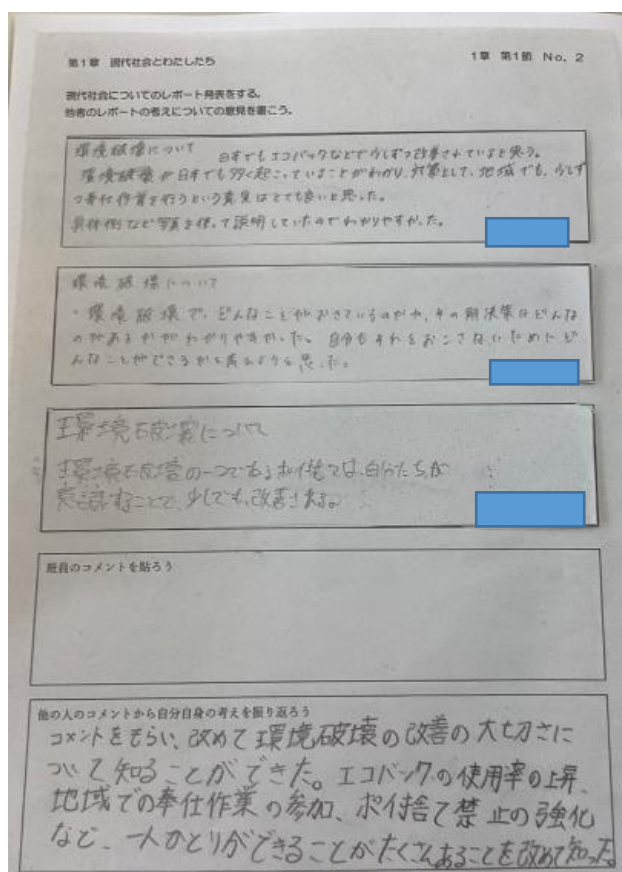 第1章 現代社会とわたしたち
1章 第1節 No. 2
現代社会についてのレポート発表をする。
他者のレポートの考えについての意見を書こう。
環境破壊について
日本でもエコバックなどで少しずつ改善されていると思う。
環境破壊が日本でも多く起こっていることがわかり、対策として、地域でも、少しず
つ奉仕作業を行うという意見はとても良いと思った。
具体例など写真を使って説明していたのでわかりやすかった。
環境破壊について
・環境破壊で、どんなことがおきているのかや、その解決策はどんな
のがあるかがわかりやすかった。自分もそれをおこさないためにど
んなことができるかを考えようと思った。
環境破壊について
環境破壊の一つであるポイ捨ては、自分たちが
意識することで、少しでも、改善できる。
班員のコメントを貼ろう
他の人のコメントから自分自身の考えを振り返ろう
コメントをもらい、改めて環境破壊の改善の大切さに
ついて知ることができた。エコバックの使用率の上昇、
地域での奉仕作業の参加、ポイ捨て禁止の強化
など、一人ひとりができることがたくさんあることを改めて知った。